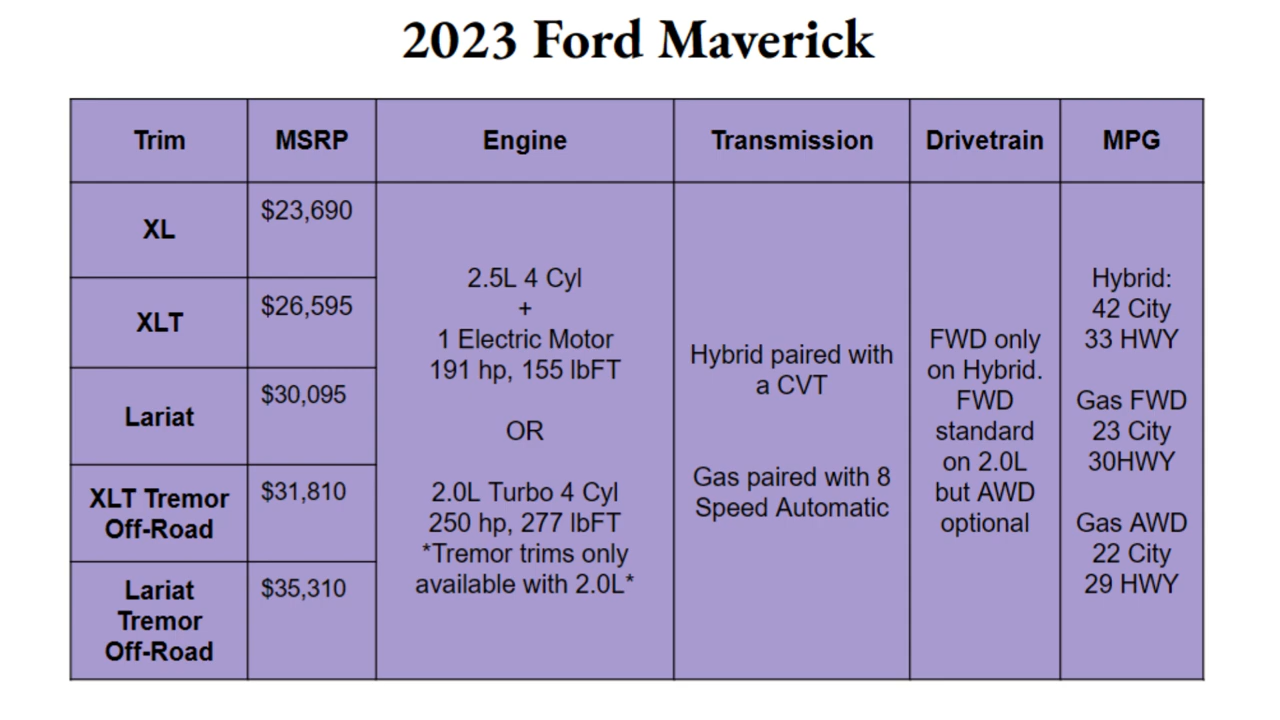 2023 Ford Maverick
Trim
MSRP
Engine
Transmission
Drivetrain
MPG
XL
$23,690
XLT
$26,595
Lariat
$30,095
XLT Tremor
Off-Road
$31,810
Lariat
Tremor
Off-Road
$35,310
2.5L 4 Cyl
+
1 Electric Motor
191 hp, 155 lbFT
OR
2.0L Turbo 4 Cyl
250 hp, 277 lbFT
*Tremor trims only
available with 2.0L*
Hybrid paired with
a CVT
Gas paired with 8
Speed Automatic
FWD only
on Hybrid.
FWD
standard
on 2.0L
but AWD
optional
Hybrid:
42 City
33 HWY
Gas FWD
23 City
30HWY
Gas AWD
22 City
29 HWY